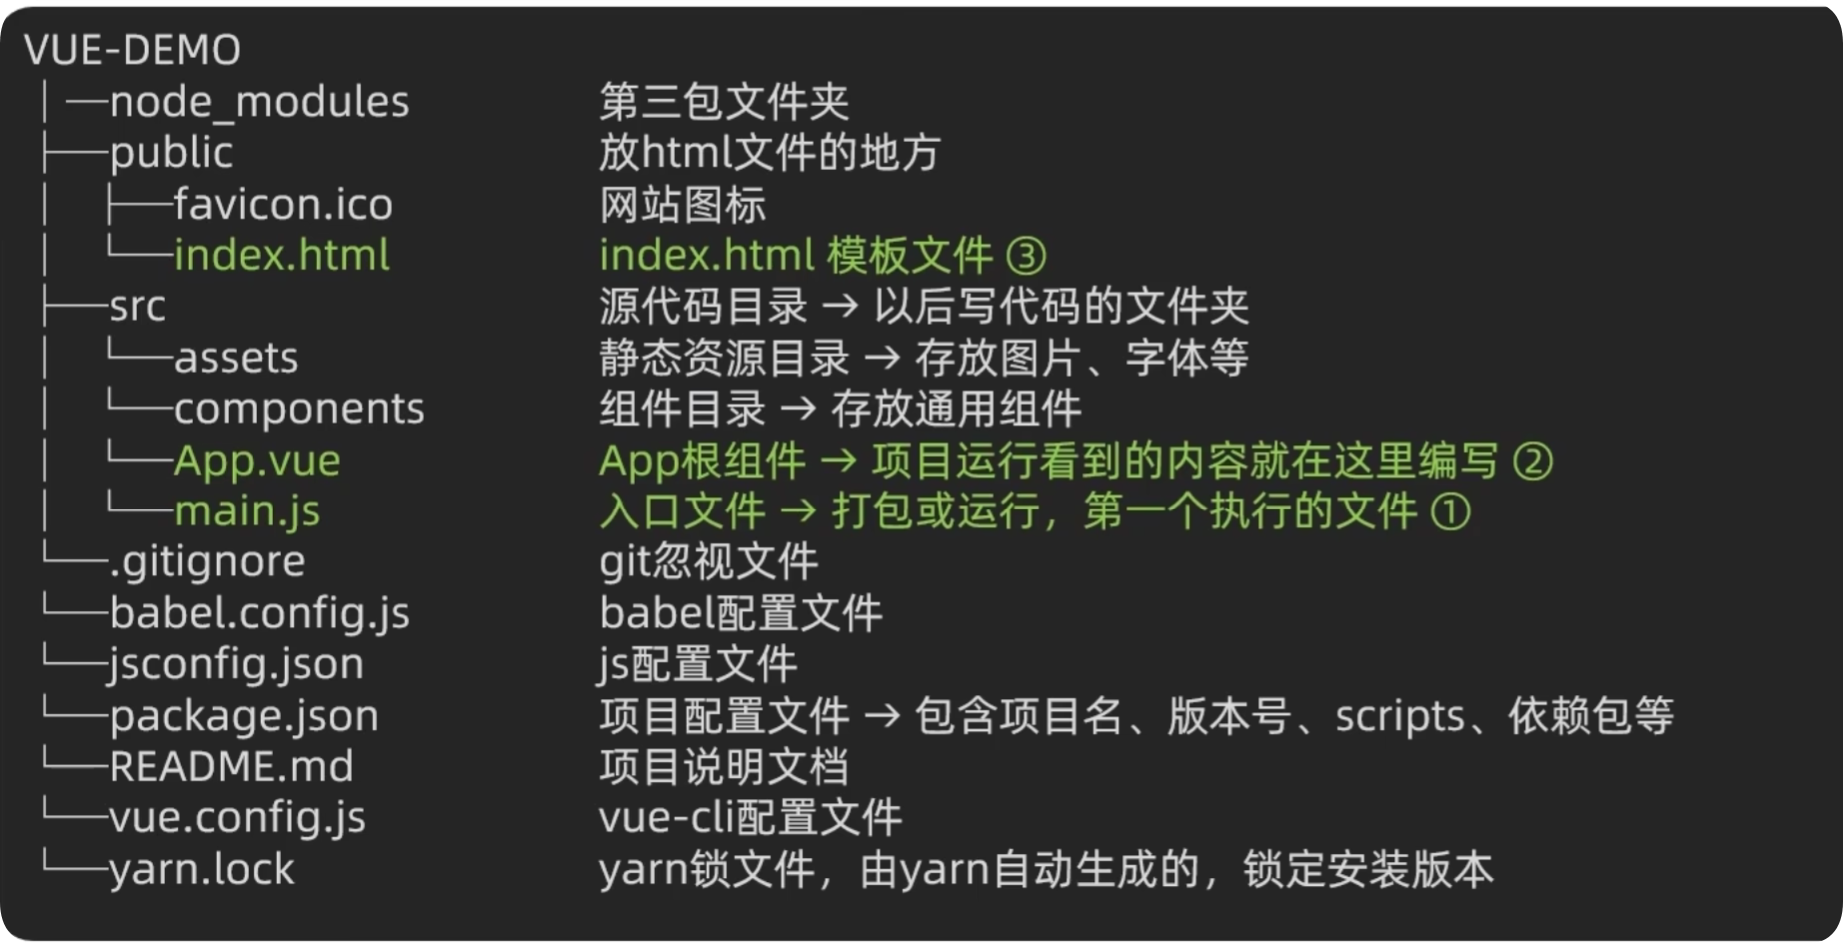 VUE-DEMO
│ ─node_modules 第三包文件夹
├──public 放html文件的地方
│ ├──favicon.ico 网站图标
│ └──index.html index.html 模板文件 ③
├──src 源代码目录 → 以后写代码的文件夹
│ └──assets 静态资源目录 → 存放图片、字体等
│ └──components 组件目录 → 存放通用组件
│ └──App.vue App根组件 → 项目运行看到的内容就在这里编写 ②
│ └──main.js 入口文件 → 打包或运行，第一个执行的文件 ①
└──.gitignore git忽视文件
└──babel.config.js babel配置文件
└──jsconfig.json js配置文件
└──package.json 项目配置文件 → 包含项目名、版本号、scripts、依赖包等
└──README.md 项目说明文档
└──vue.config.js vue-cli配置文件
└──yarn.lock yarn锁文件，由yarn自动生成的，锁定安装版本